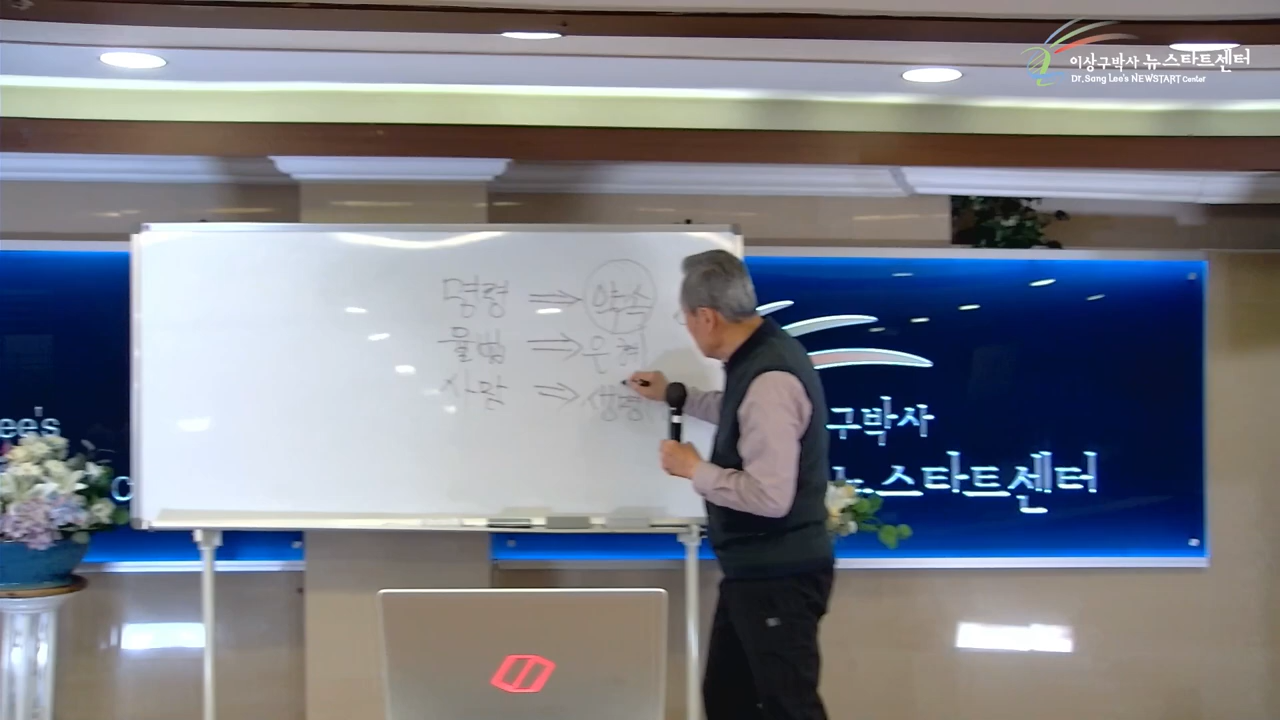 이상구박사 뉴스타트센터
Dr. Sang Lee's NEWSTART Center
명령 ⇒ 약속
율법 ⇒ 은혜
사망 ⇒ 생명
ee's
구박사
뉴스타트센터